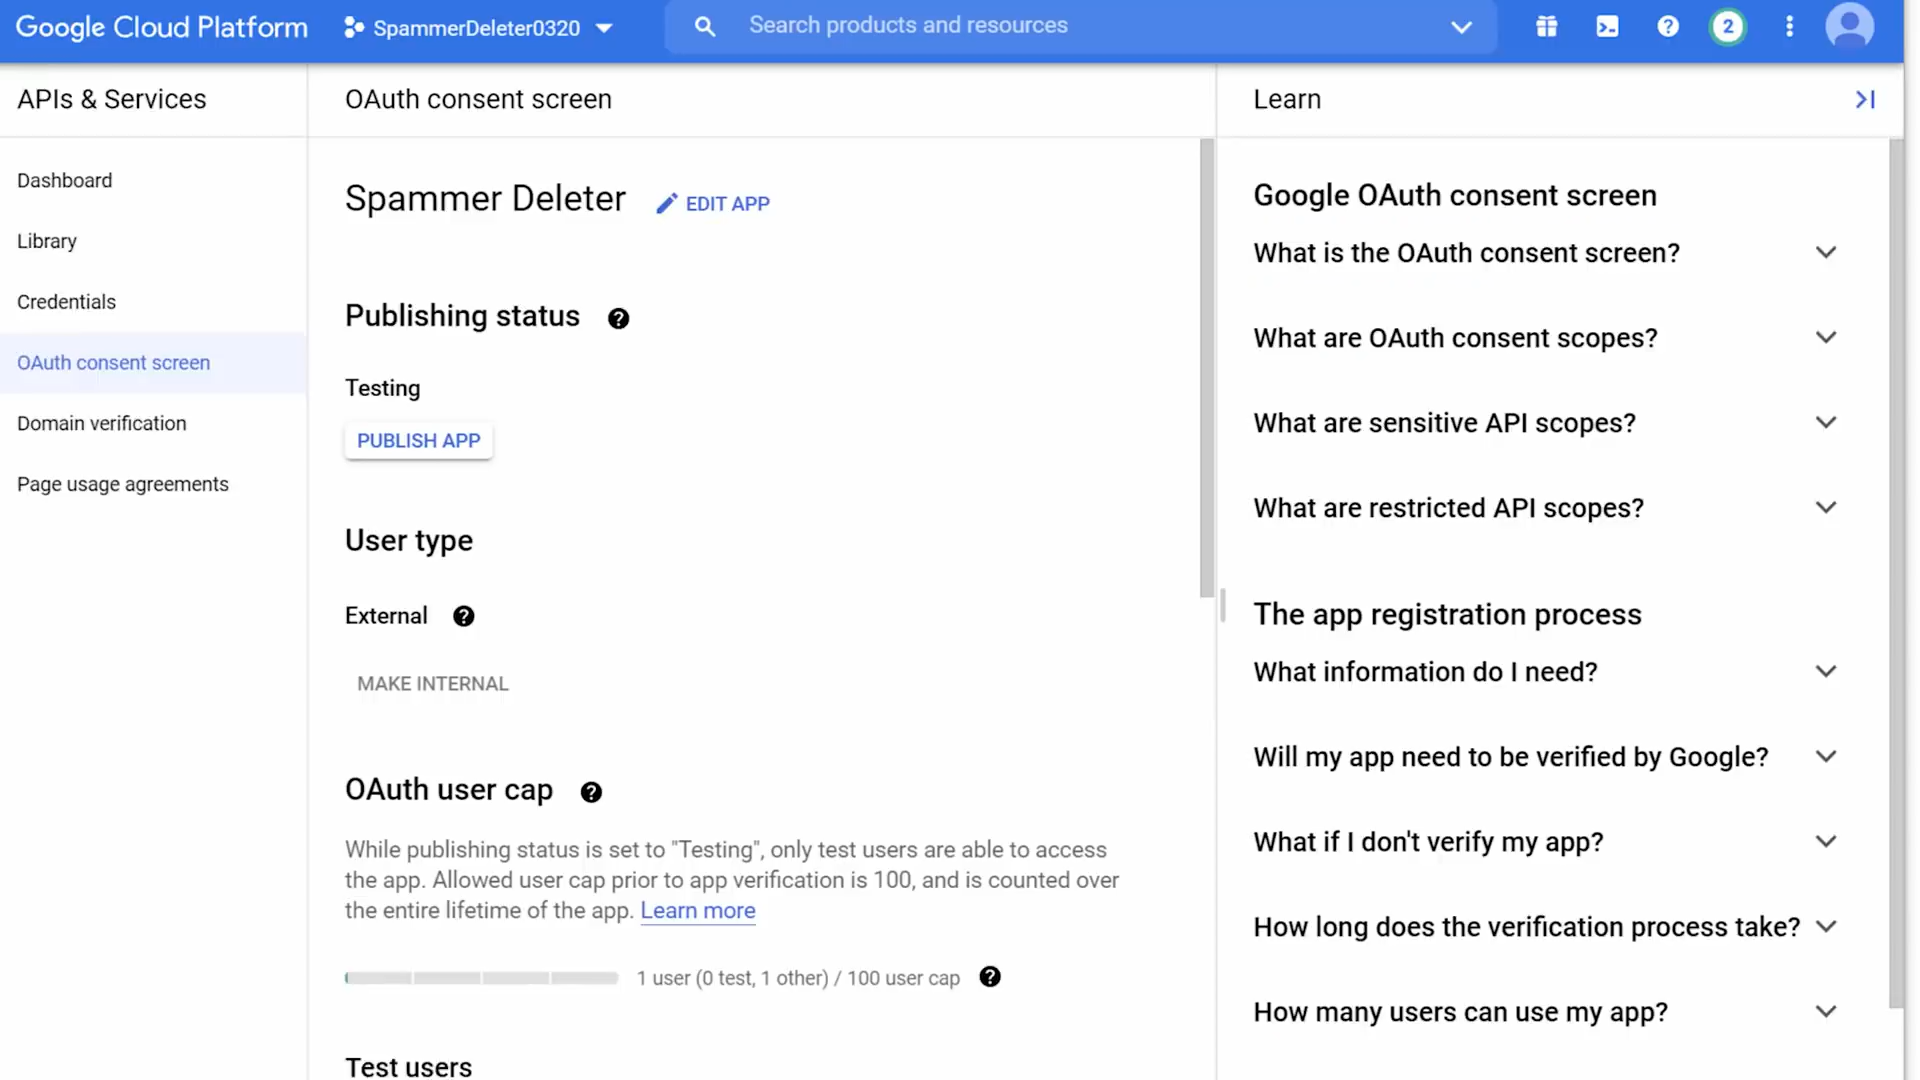 Google Cloud Platform
SpammerDeleter0320
Search products and resources
2
APIs & Services
Dashboard
Library
Credentials
OAuth consent screen
Domain verification
Page usage agreements
OAuth consent screen
Spammer Deleter
EDIT APP
Publishing status
Testing
PUBLISH APP
User type
External
MAKE INTERNAL
OAuth user cap
While publishing status is set to "Testing", only test users are able to access
the app. Allowed user cap prior to app verification is 100, and is counted over
the entire lifetime of the app. Learn more
1 user (0 test, 1 other) / 100 user cap
Test users
Learn
Google OAuth consent screen
What is the OAuth consent screen?
What are OAuth consent scopes?
What are sensitive API scopes?
What are restricted API scopes?
The app registration process
What information do I need?
Will my app need to be verified by Google?
What if I don't verify my app?
How long does the verification process take?
How many users can use my app?